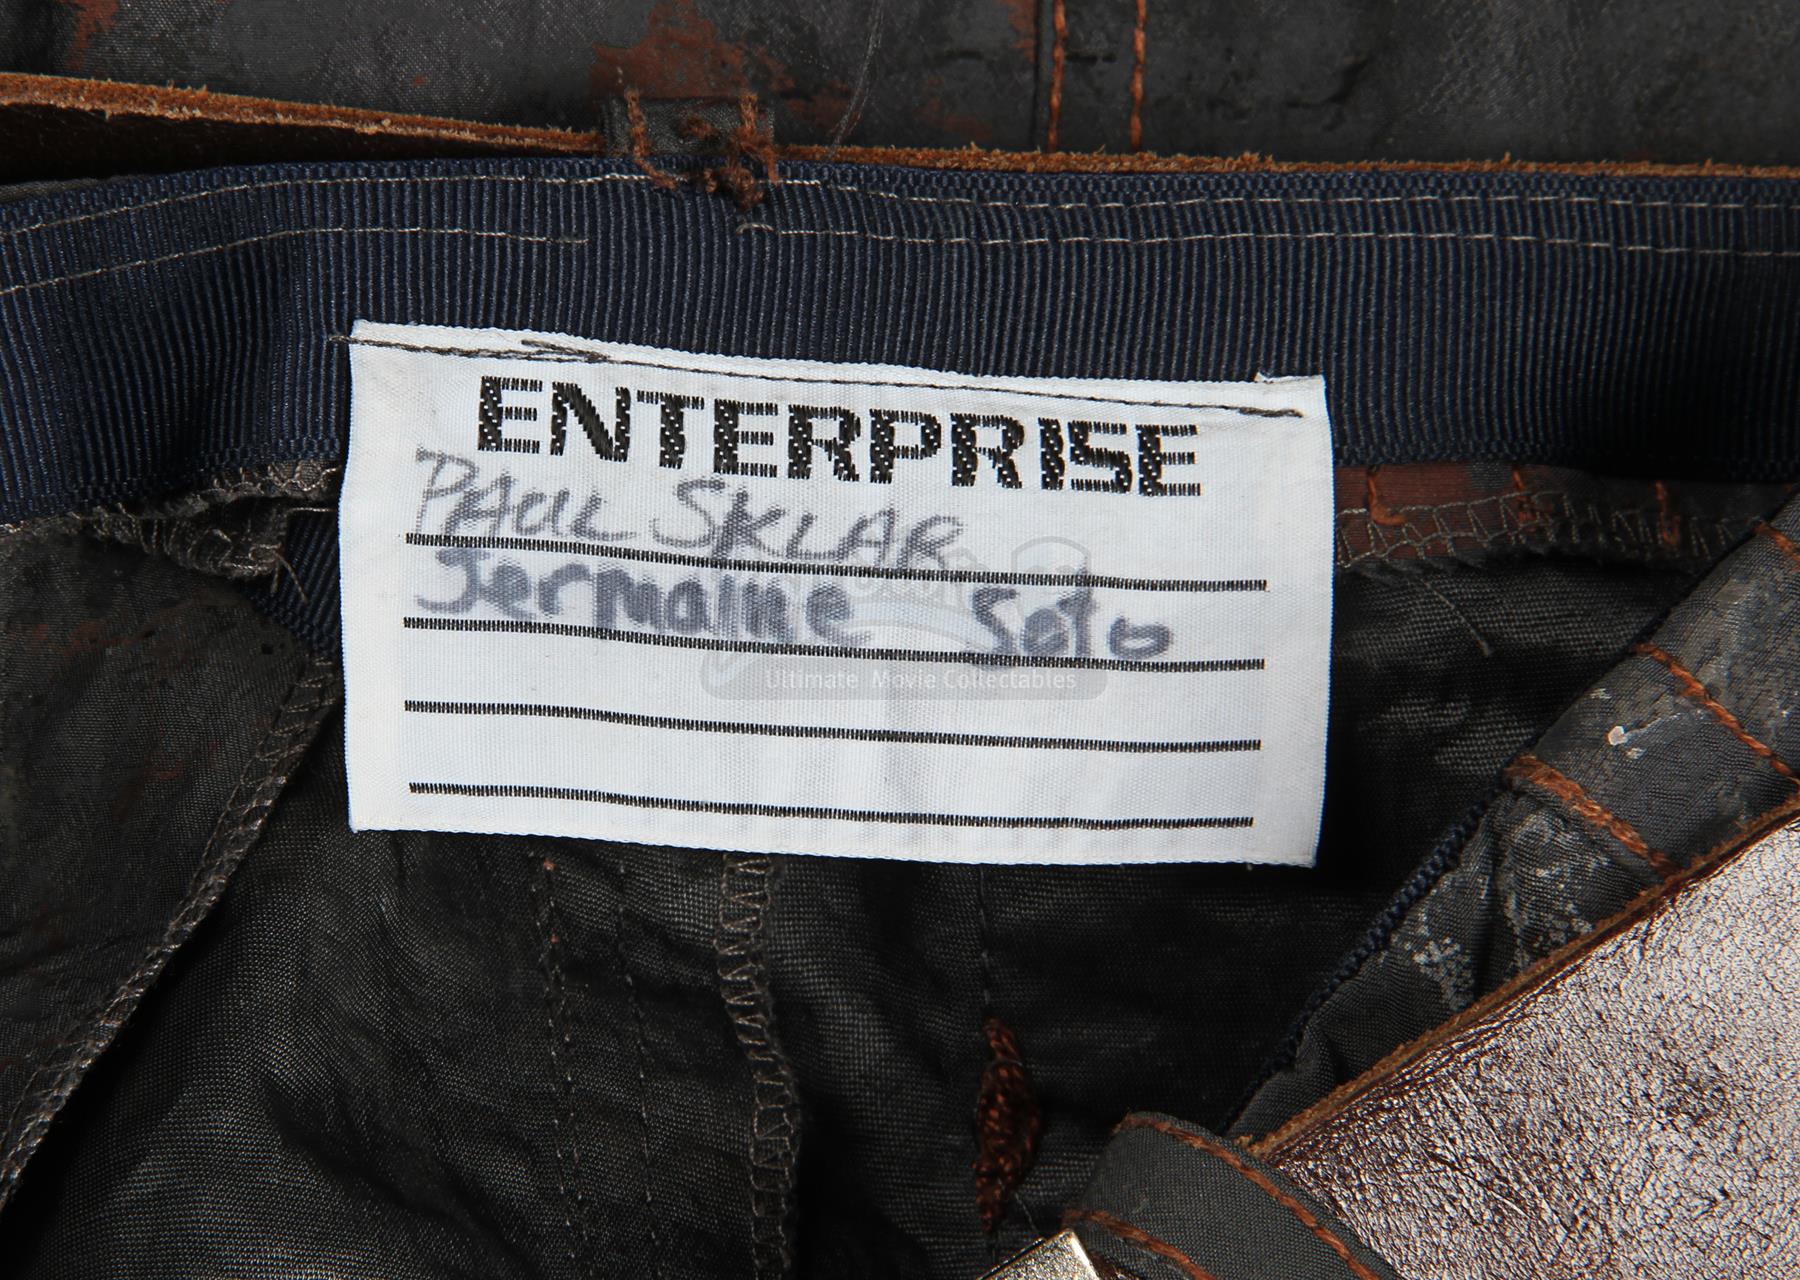 ENTERPRISE
PAUL SKLAR
Jermaine Soto
Ultimate Movie Collectables